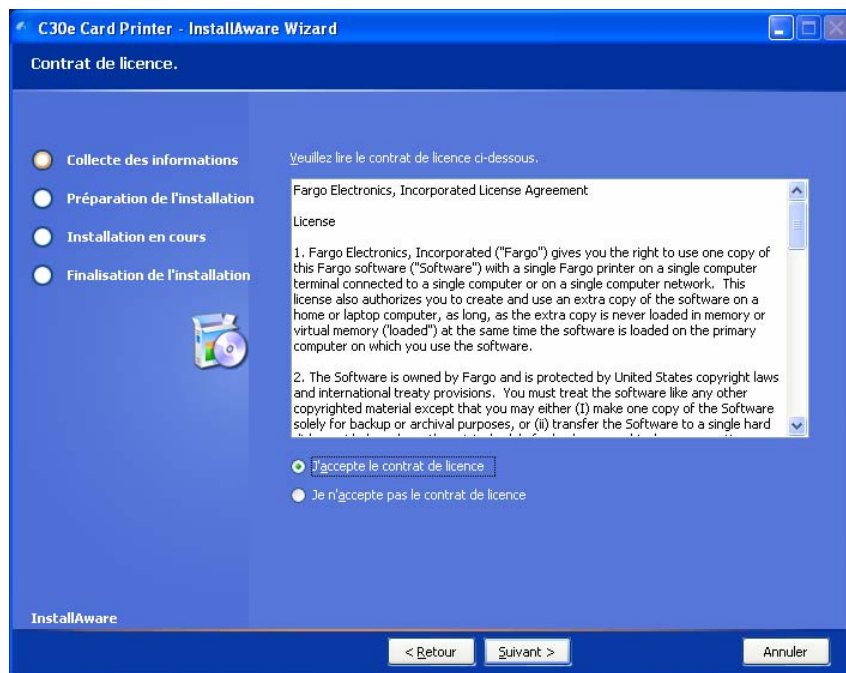 C30e Card Printer - InstallAware Wizard
Contrat de licence.
Collecte des informations
Préparation de l'installation
Installation en cours
Finalisation de l'installation
Veuillez lire le contrat de licence ci-dessous.
Fargo Electronics, Incorporated License Agreement
License
1. Fargo Electronics, Incorporated ("Fargo") gives you the right to use one copy of
this Fargo software ("Software") with a single Fargo printer on a single computer
terminal connected to a single computer or on a single computer network.  This
license also authorizes you to create and use an extra copy of the software on a
home or laptop computer, as long, as the extra copy is never loaded in memory or
virtual memory ('loaded") at the same time the software is loaded on the primary
computer on which you use the software.
2. The Software is owned by Fargo and is protected by United States copyright laws
and international treaty provisions.  You must treat the software like any other
copyrighted material except that you may either (I) make one copy of the Software
solely for backup or archival purposes, or (ii) transfer the Software to a single hard
J'accepte le contrat de licence
Je n'accepte pas le contrat de licence
InstallAware
< Retour
Suivant >
Annuler